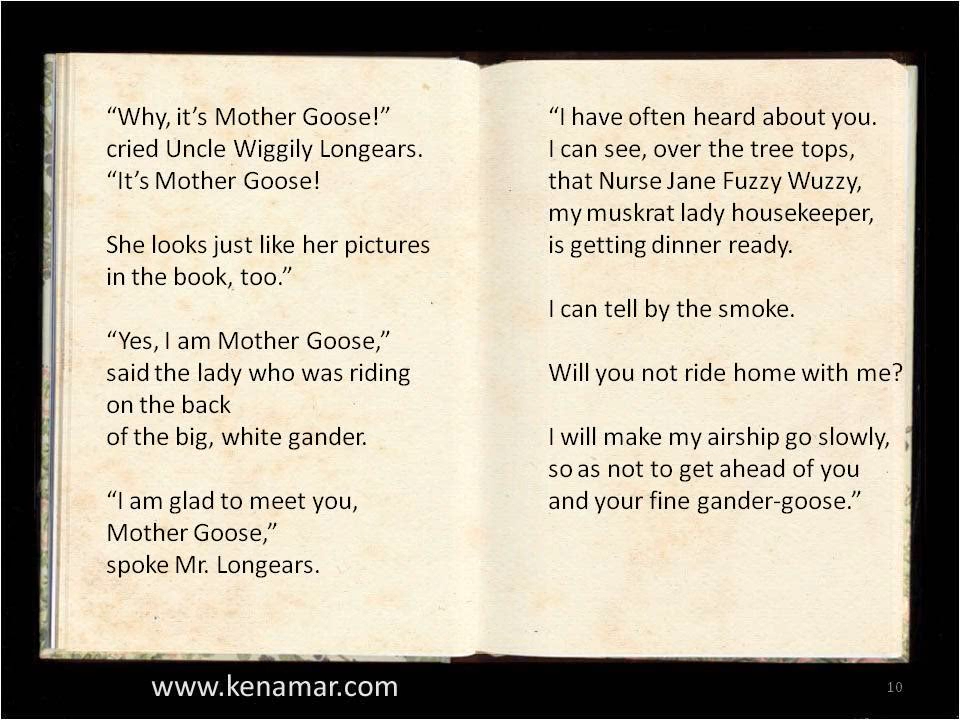 “Why, it’s Mother Goose!”
cried Uncle Wiggily Longears.
“It’s Mother Goose!
She looks just like her pictures
in the book, too.”
“Yes, I am Mother Goose,”
said the lady who was riding
on the back
of the big, white gander.
“I am glad to meet you,
Mother Goose,”
spoke Mr. Longears.
“I have often heard about you.
I can see, over the tree tops,
that Nurse Jane Fuzzy Wuzzy,
my muskrat lady housekeeper,
is getting dinner ready.
I can tell by the smoke.
Will you not ride home with me?
I will make my airship go slowly,
so as not to get ahead of you
and your fine gander-goose.”
www.kenamar.com
10